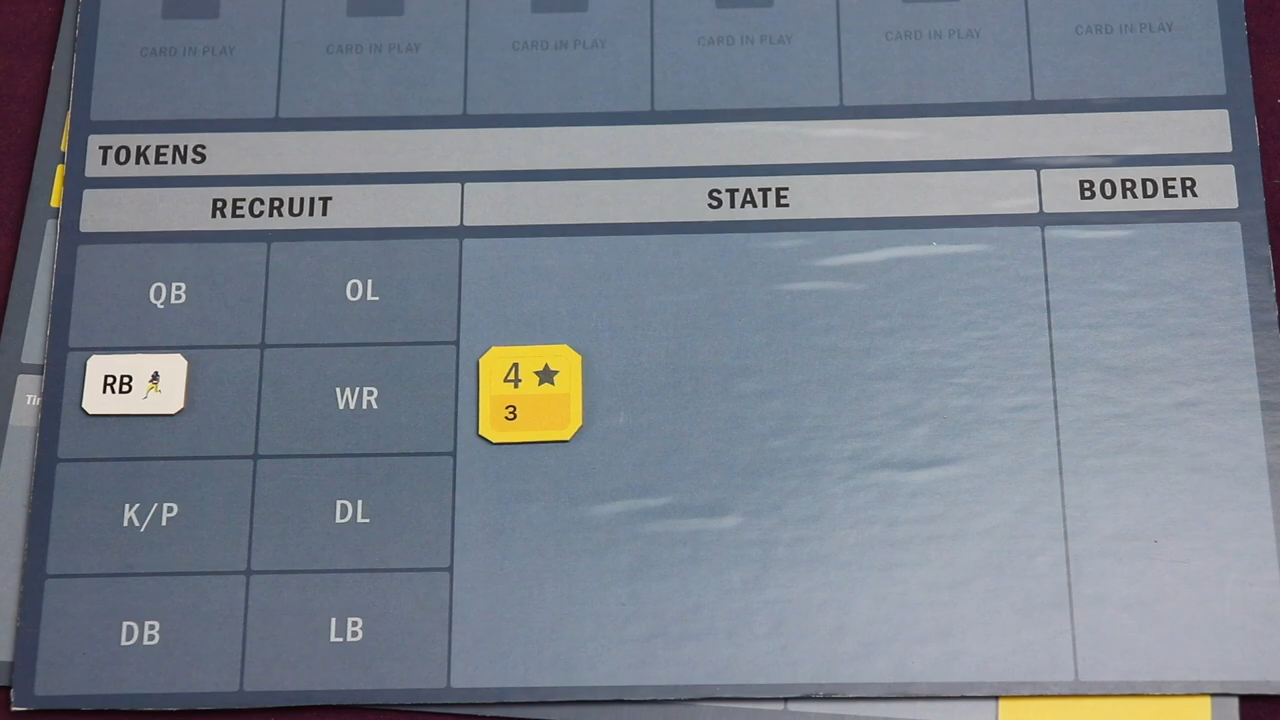 CARD IN PLAY CARD IN PLAY CARD IN PLAY CARD IN PLAY CARD IN PLAY CARD IN PLAY
TOKENS
RECRUIT STATE BORDER
QB OL
RB WR
4
3
K/P DL
DB LB